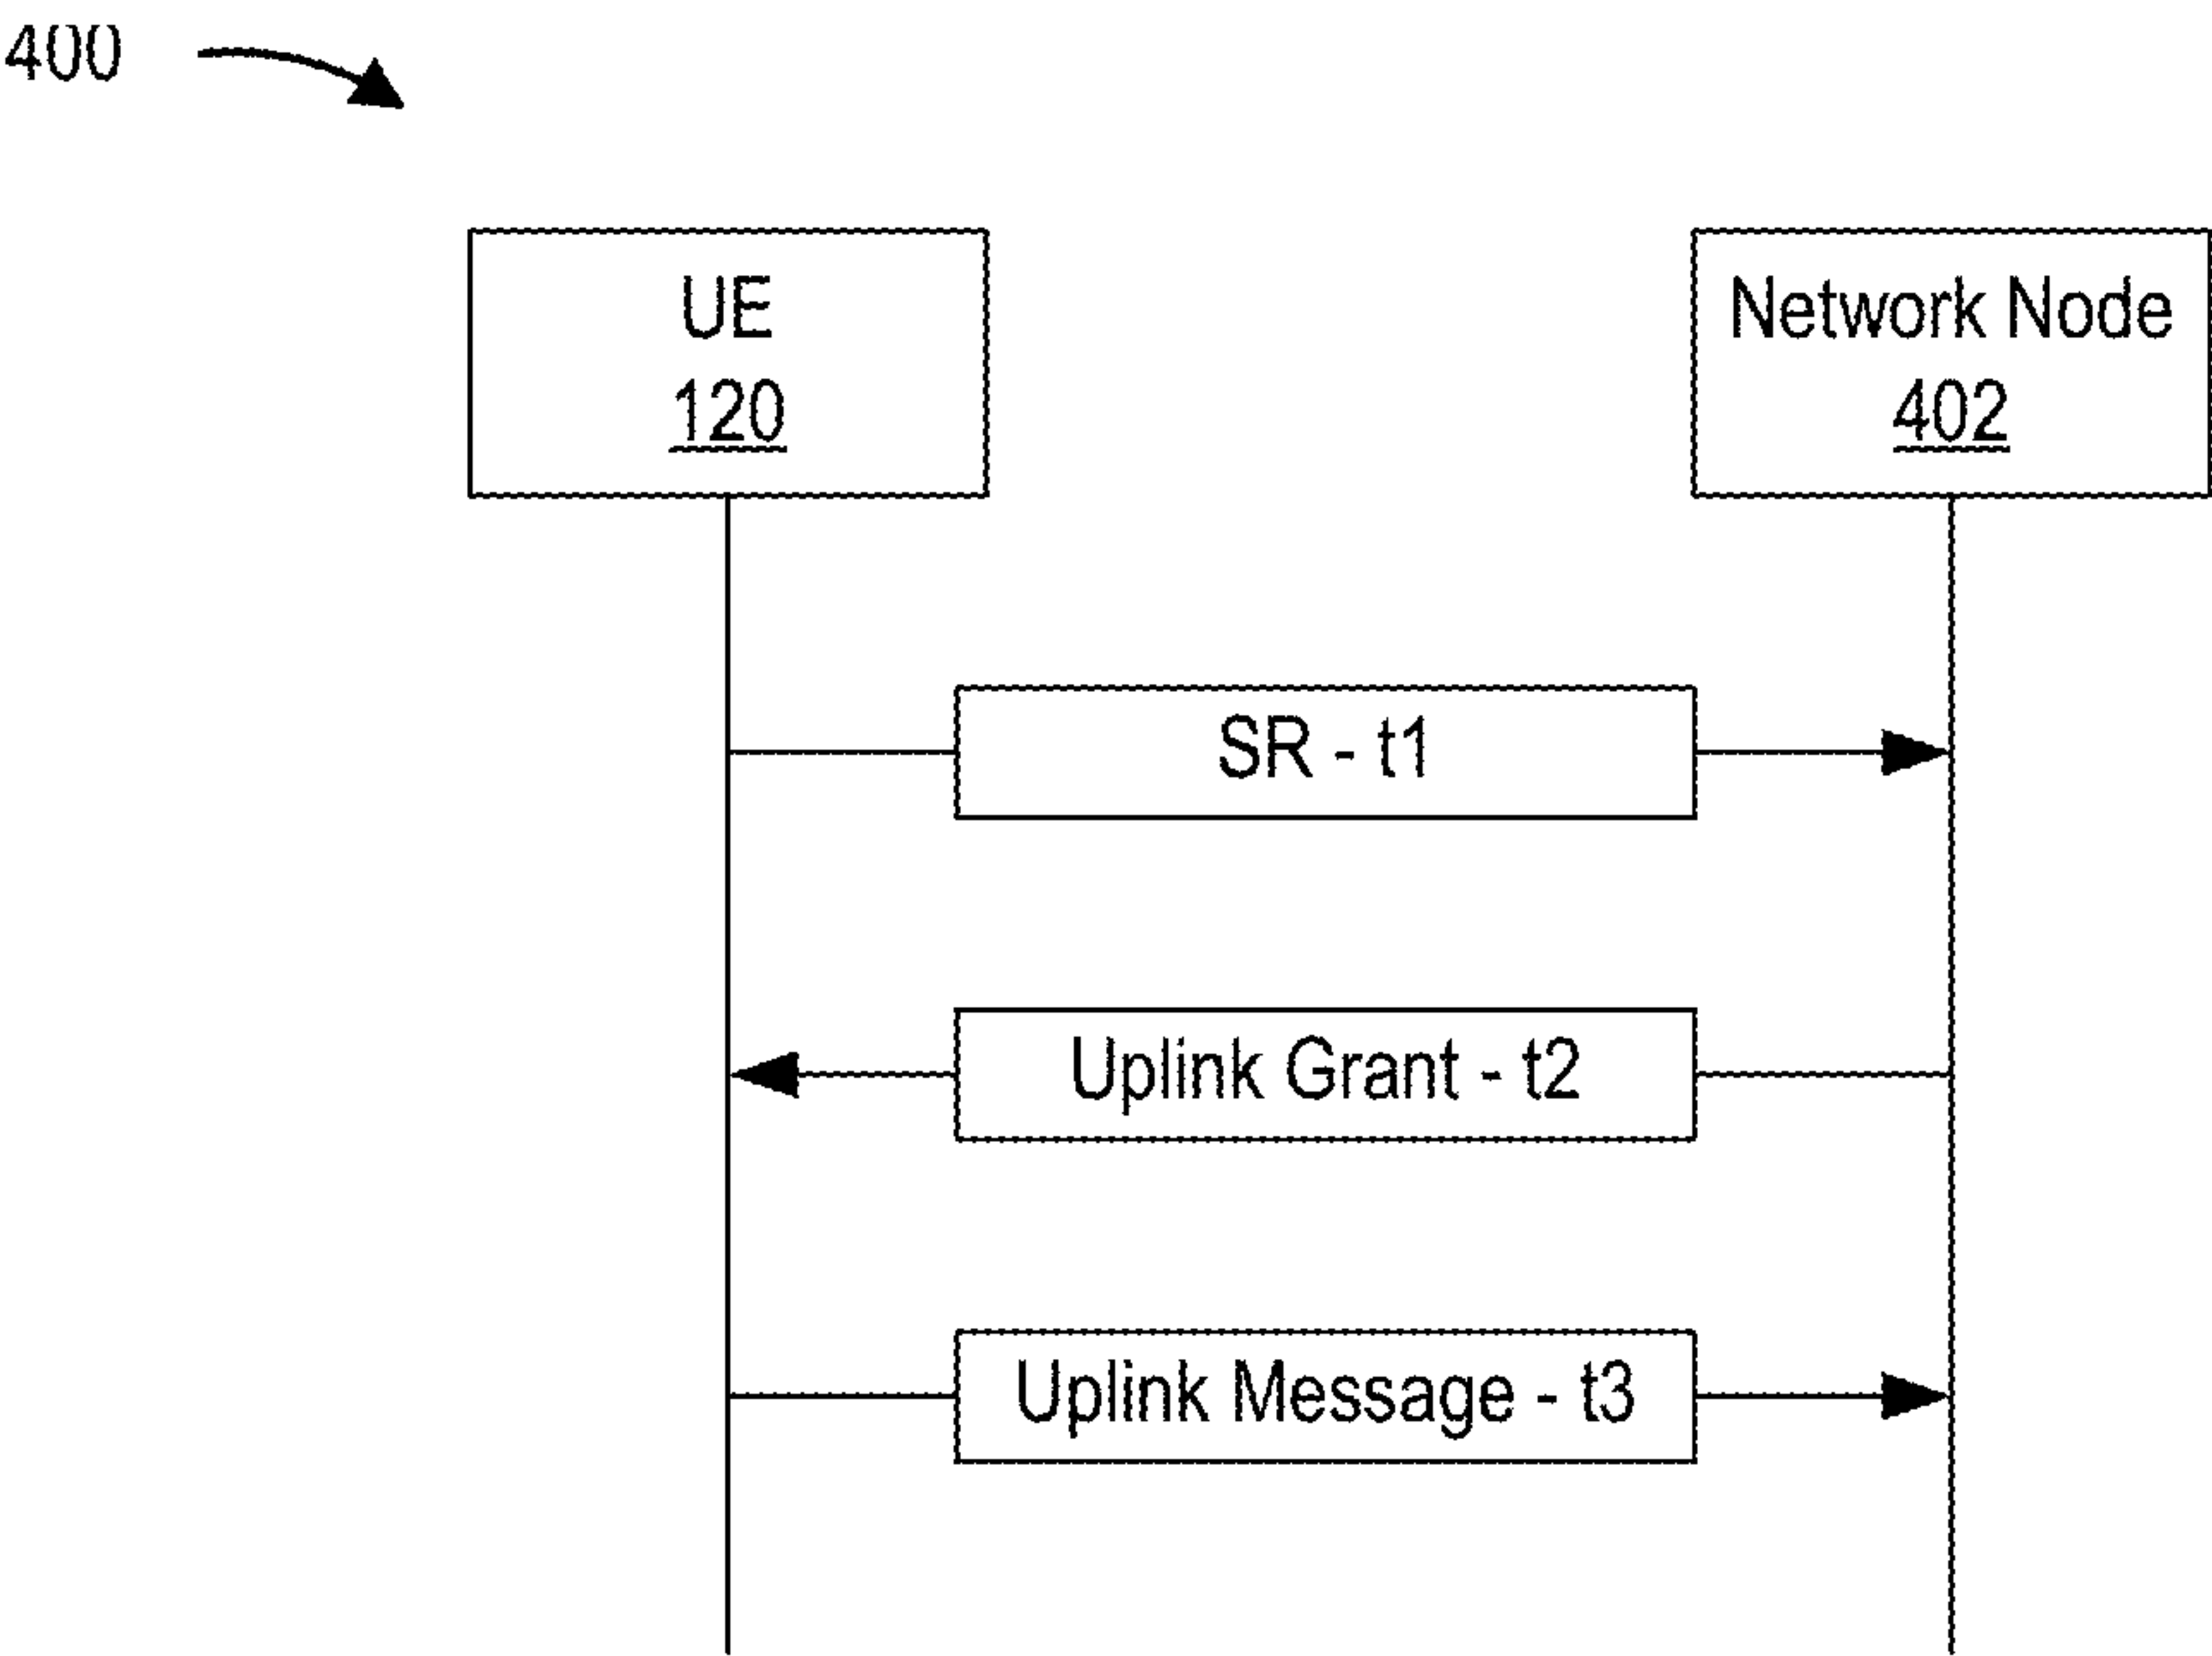 400
UE
120
Network Node
402
SR - t1
Uplink Grant - t2
Uplink Message - t3